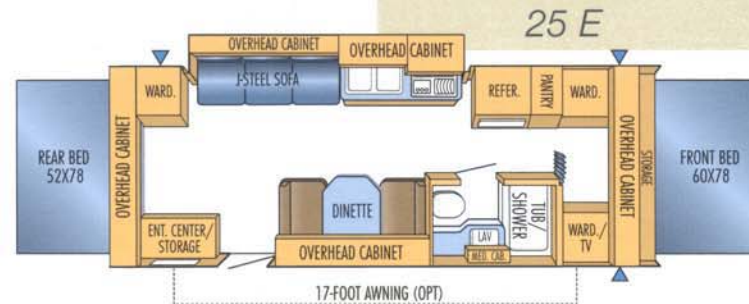 25 E
OVERHEAD CABINET
OVERHEAD CABINET
WARD.
J-STEEL SOFA
REFER.
PANTRY
WARD.
REAR BED
52X78
OVERHEAD CABINET
OVERHEAD CABINET
STORAGE
FRONT BED
60X78
ENT. CENTER/
STORAGE
DINETTE
TUB/
SHOWER
LAV
MED. CAB.
WARD./
TV
OVERHEAD CABINET
17-FOOT AWNING (OPT)